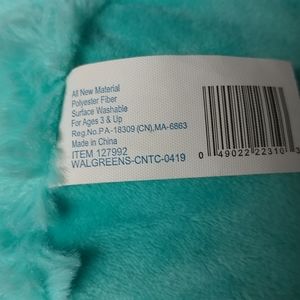 All New Material
Polyester Fiber
Surface Washable
For Ages 3 & Up
Reg.No.PA-18309 (CN),MA-6863
Made in China
ITEM 127992
WALGREENS-CNTC-0419
0 49022 22310 3